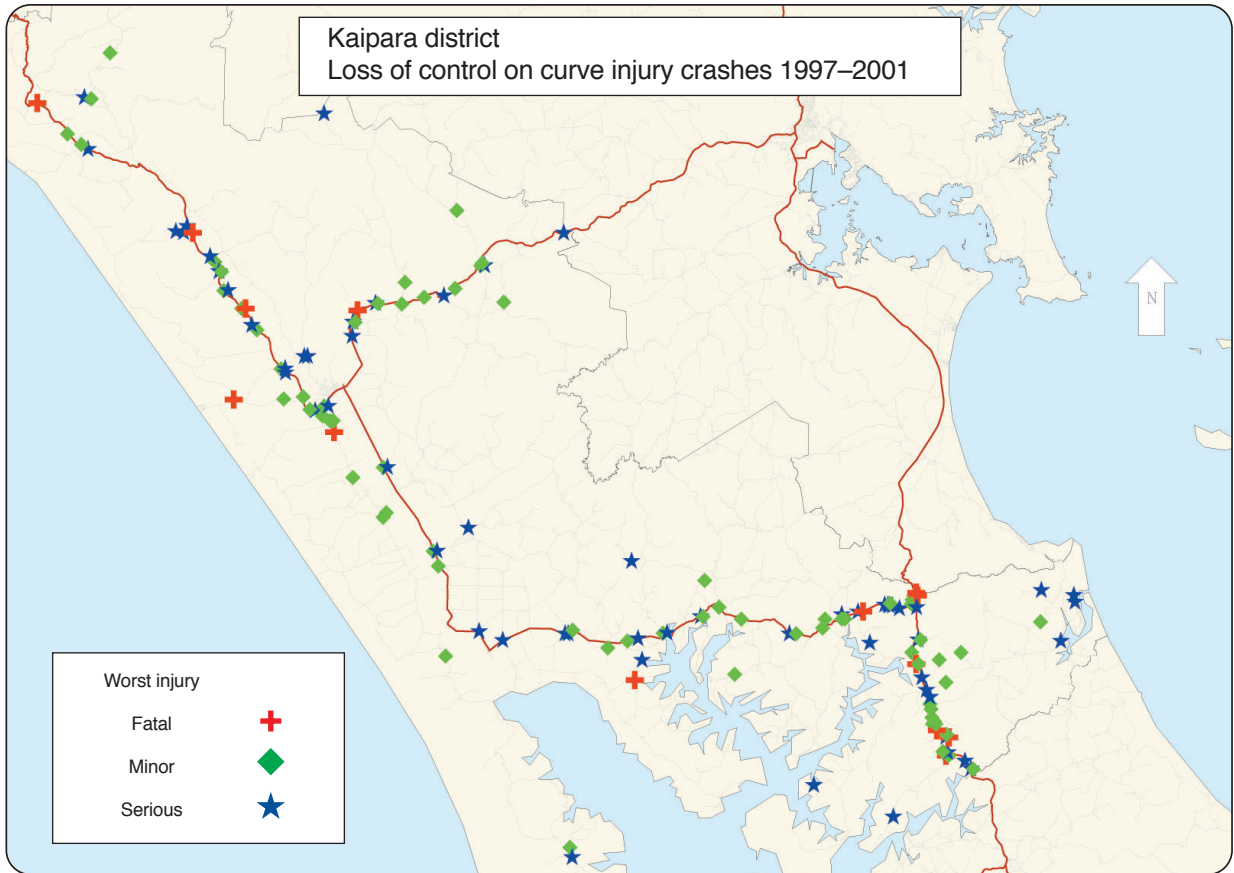 Kaipara district
Loss of control on curve injury crashes 1997–2001
N
Worst injury
Fatal
Minor
Serious